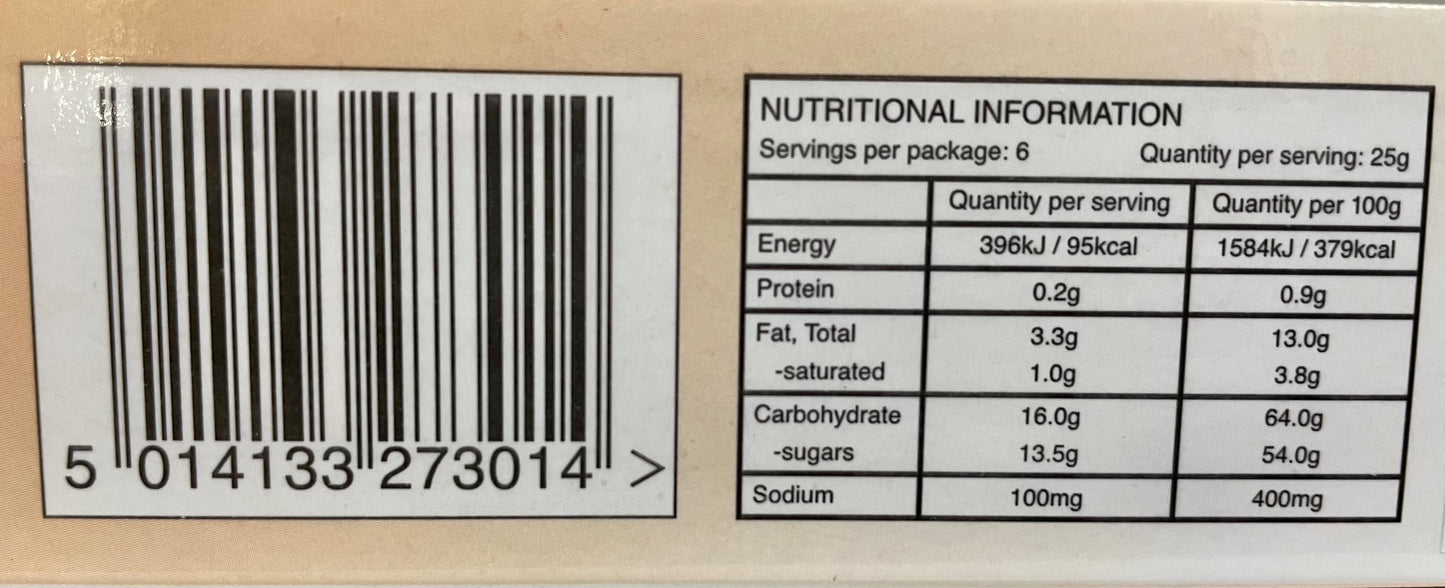 5 014133 273014 >
NUTRITIONAL INFORMATION
Servings per package: 6 Quantity per serving: 25g
Quantity per serving Quantity per 100g
Energy 396kJ / 95kcal 1584kJ / 379kcal
Protein 0.2g 0.9g
Fat, Total 3.3g 13.0g
-saturated 1.0g 3.8g
Carbohydrate 16.0g 64.0g
-sugars 13.5g 54.0g
Sodium 100mg 400mg